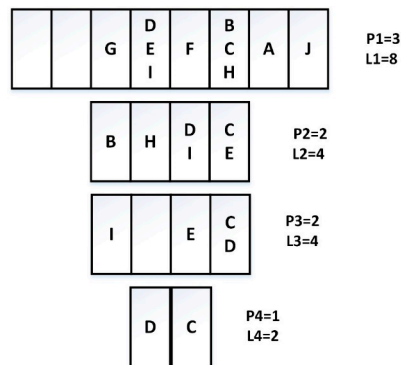 G D E I F B C H A J P1=3 L1=8
B H D I C E P2=2 L2=4
I E C D P3=2 L3=4
D C P4=1 L4=2